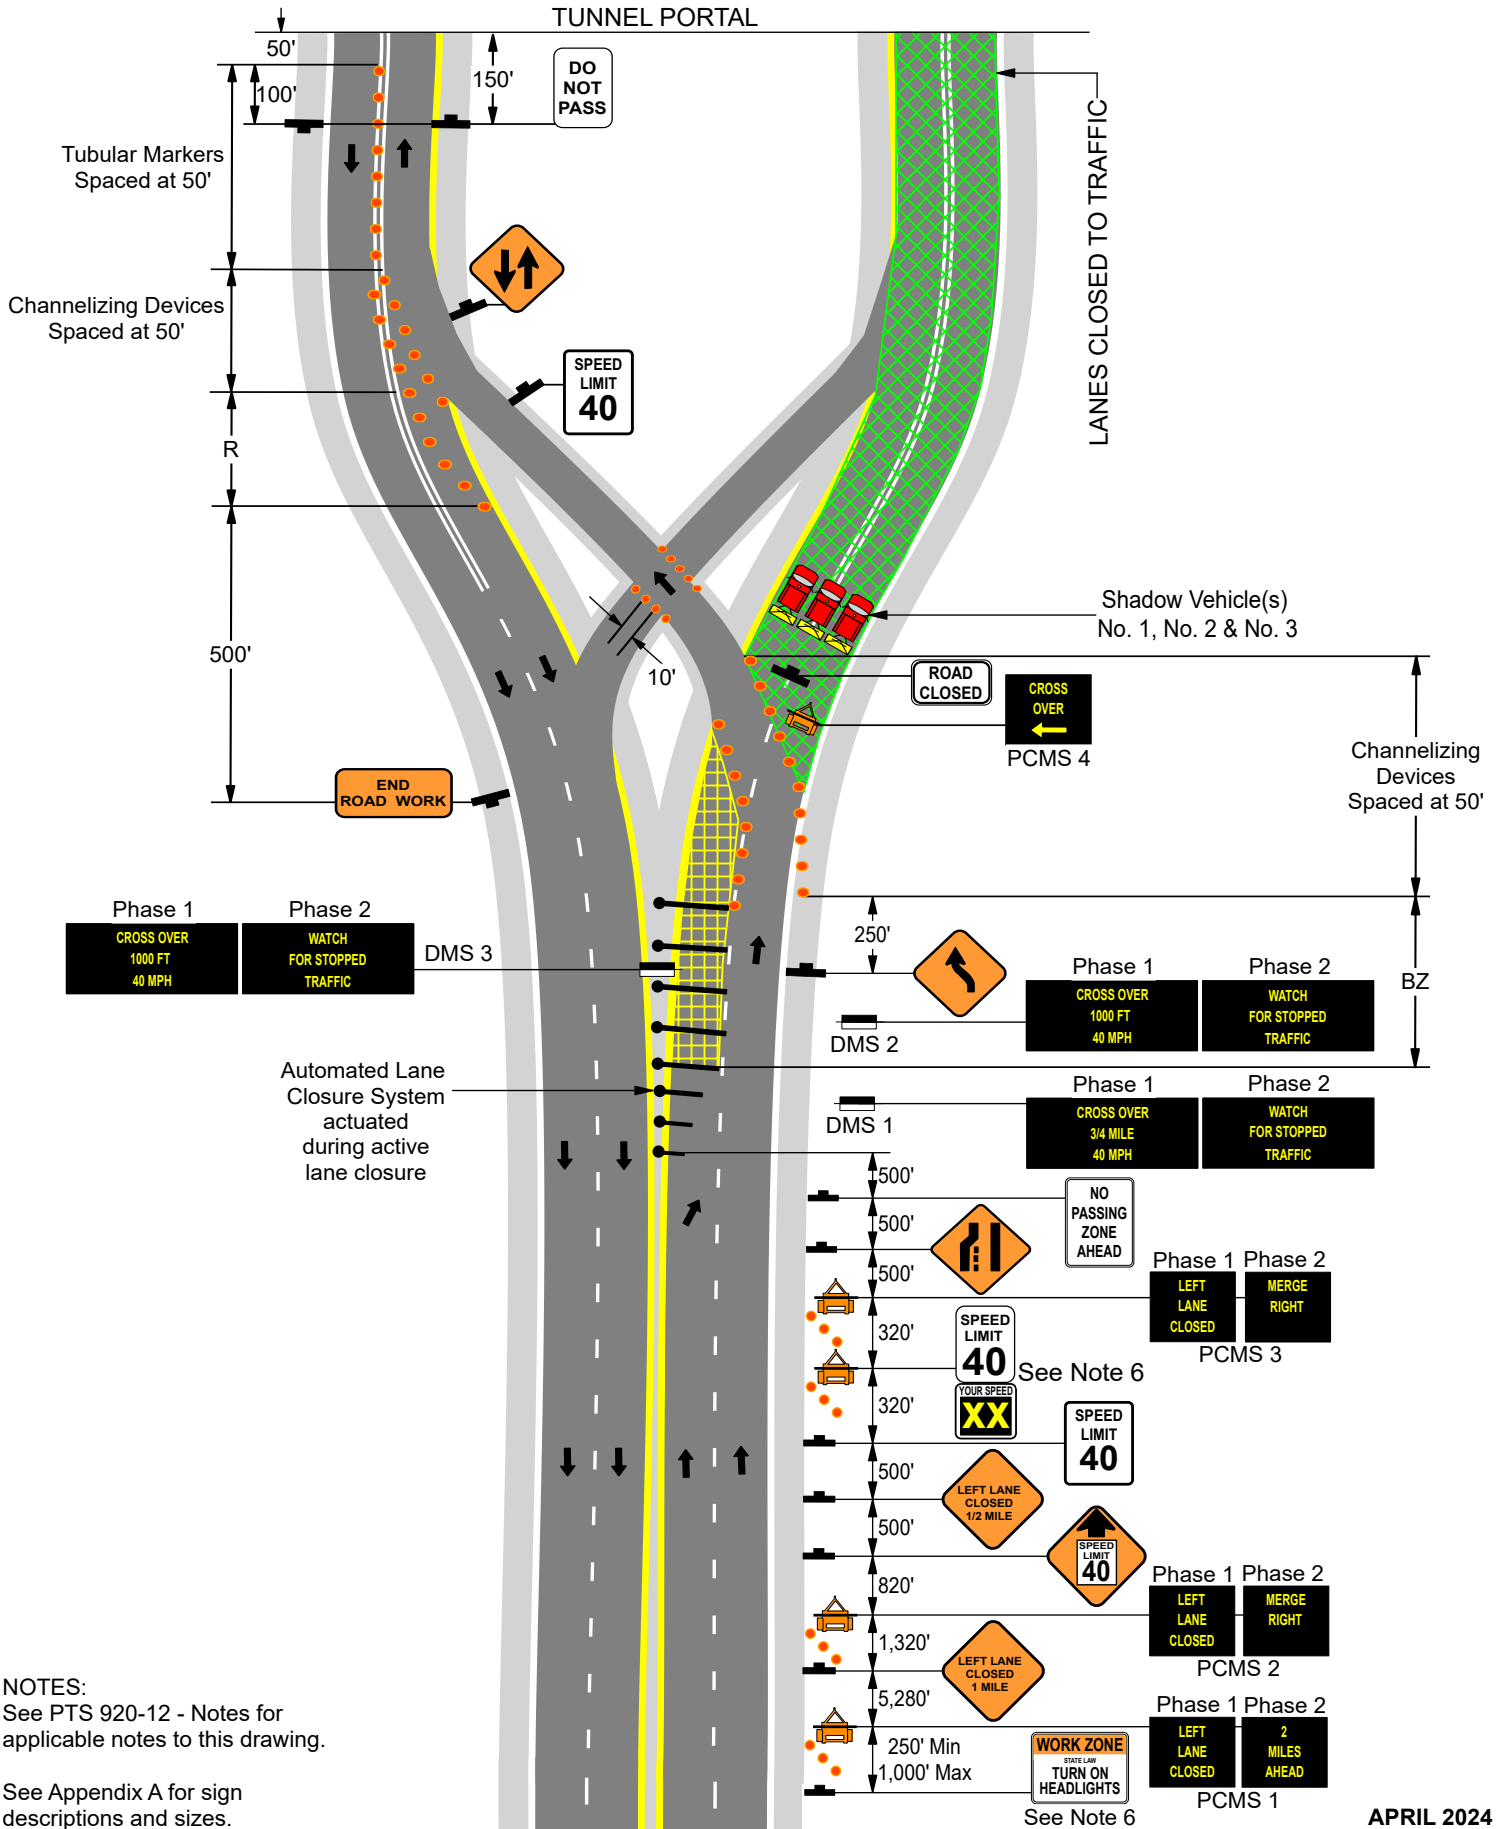 TUNNEL PORTAL
50'
100'
150'
DO
NOT
PASS
Tubular Markers
Spaced at 50'
LANES CLOSED TO TRAFFIC
Channelizing Devices
Spaced at 50'
SPEED
LIMIT
40
R
500'
10'
Shadow Vehicle(s)
No. 1, No. 2 & No. 3
ROAD
CLOSED
CROSS
OVER
PCMS 4
Channelizing
Devices
Spaced at 50'
END
ROAD WORK
Phase 1
Phase 2
CROSS OVER
1000 FT
40 MPH
WATCH
FOR STOPPED
TRAFFIC
DMS 3
250'
BZ
Phase 1
Phase 2
CROSS OVER
1000 FT
40 MPH
WATCH
FOR STOPPED
TRAFFIC
DMS 2
Automated Lane
Closure System
actuated
during active
lane closure
Phase 1
Phase 2
CROSS OVER
3/4 MILE
40 MPH
WATCH
FOR STOPPED
TRAFFIC
DMS 1
500'
NO
PASSING
ZONE
AHEAD
500'
500'
Phase 1
Phase 2
LEFT
LANE
CLOSED
MERGE
RIGHT
PCMS 3
320'
SPEED
LIMIT
40
See Note 6
YOUR SPEED
XX
320'
SPEED
LIMIT
40
500'
LEFT LANE
CLOSED
1/2 MILE
500'
SPEED
LIMIT
40
820'
Phase 1
Phase 2
LEFT
LANE
CLOSED
MERGE
RIGHT
PCMS 2
1,320'
LEFT LANE
CLOSED
1 MILE
5,280'
Phase 1
Phase 2
LEFT
LANE
CLOSED
2
MILES
AHEAD
PCMS 1
250' Min
1,000' Max
WORK ZONE
STATE LAW
TURN ON
HEADLIGHTS
See Note 6
NOTES:
See PTS 920-12 - Notes for
applicable notes to this drawing.
See Appendix A for sign
descriptions and sizes.
APRIL 2024